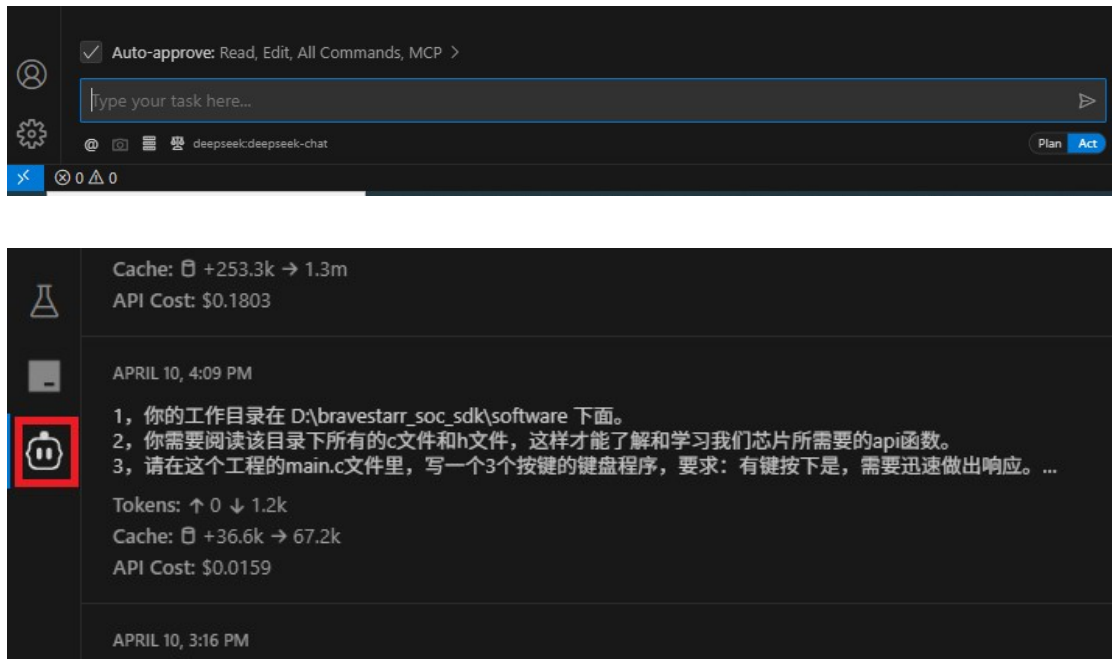 Auto-approve: Read, Edit, All Commands, MCP >
Type your task here...
@ deepseek:deepseek-chat
Plan Act
0 0
Cache: +253.3k → 1.3m
API Cost: $0.1803
APRIL 10, 4:09 PM
1，你的工作目录在 D:\bravestarr_soc_sdk\software 下面。
2，你需要阅读该目录下所有的c文件和h文件，这样才能了解和学习我们芯片所需要的api函数。
3，请在这个工程的main.c文件里，写一个3个按键的键盘程序，要求：有键按下是，需要迅速做出响应。...
Tokens: ↑ 0 ↓ 1.2k
Cache: +36.6k → 67.2k
API Cost: $0.0159
APRIL 10, 3:16 PM